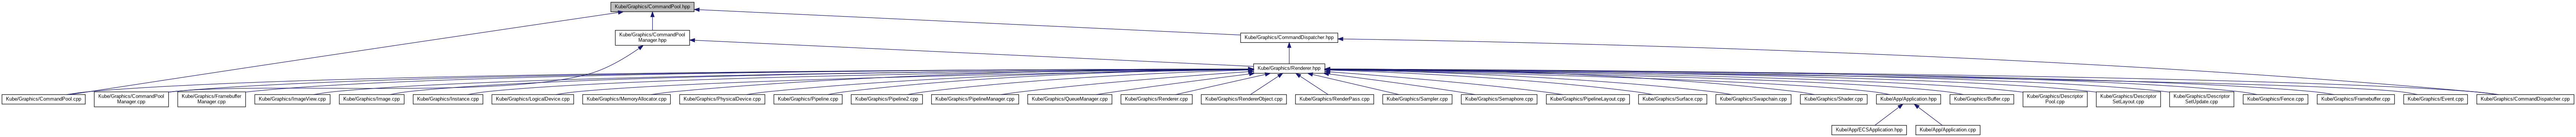 Kube/Graphics/CommandPool.hpp
Kube/Graphics/CommandPool
Manager.hpp
Kube/Graphics/CommandDispatcher.hpp
Kube/Graphics/Renderer.hpp
Kube/Graphics/CommandPool.cpp
Kube/Graphics/CommandPool
Manager.cpp
Kube/Graphics/Framebuffer
Manager.cpp
Kube/Graphics/ImageView.cpp
Kube/Graphics/Image.cpp
Kube/Graphics/Instance.cpp
Kube/Graphics/LogicalDevice.cpp
Kube/Graphics/MemoryAllocator.cpp
Kube/Graphics/PhysicalDevice.cpp
Kube/Graphics/Pipeline.cpp
Kube/Graphics/Pipeline2.cpp
Kube/Graphics/PipelineManager.cpp
Kube/Graphics/QueueManager.cpp
Kube/Graphics/Renderer.cpp
Kube/Graphics/RendererObject.cpp
Kube/Graphics/RenderPass.cpp
Kube/Graphics/Sampler.cpp
Kube/Graphics/Semaphore.cpp
Kube/Graphics/PipelineLayout.cpp
Kube/Graphics/Surface.cpp
Kube/Graphics/Swapchain.cpp
Kube/Graphics/Shader.cpp
Kube/App/Application.hpp
Kube/Graphics/Buffer.cpp
Kube/Graphics/Descriptor
Pool.cpp
Kube/Graphics/Descriptor
SetLayout.cpp
Kube/Graphics/Descriptor
SetUpdate.cpp
Kube/Graphics/Fence.cpp
Kube/Graphics/Framebuffer.cpp
Kube/Graphics/Event.cpp
Kube/Graphics/CommandDispatcher.cpp
Kube/App/ECSApplication.hpp
Kube/App/Application.cpp